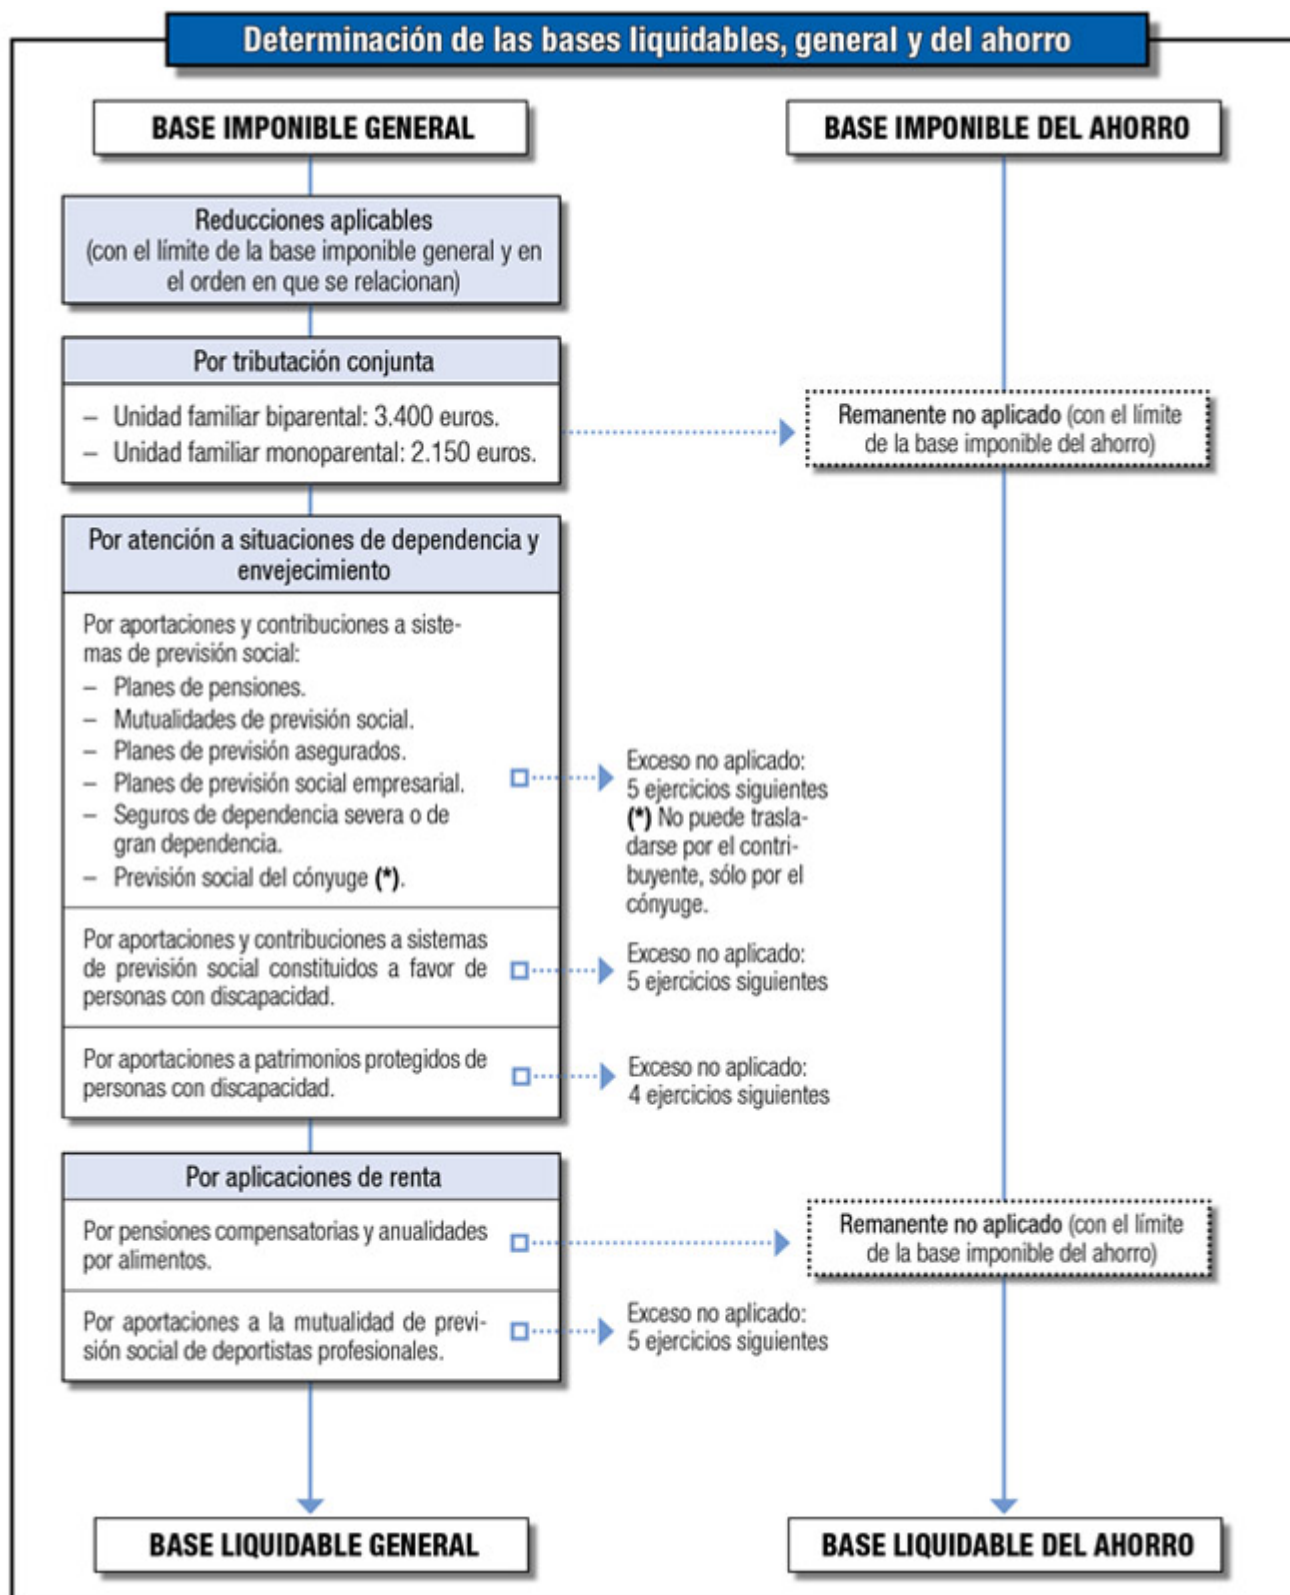 Determinación de las bases liquidables, general y del ahorro
BASE IMPONIBLE GENERAL
BASE IMPONIBLE DEL AHORRO
Reducciones aplicables
(con el límite de la base imponible general y en
el orden en que se relacionan)
Por tributación conjunta
– Unidad familiar biparental: 3.400 euros.
– Unidad familiar monoparental: 2.150 euros.
Remanente no aplicado (con el límite
de la base imponible del ahorro)
Por atención a situaciones de dependencia y
envejecimiento
Por aportaciones y contribuciones a siste-
mas de previsión social:
– Planes de pensiones.
– Mutualidades de previsión social.
– Planes de previsión asegurados.
– Planes de previsión social empresarial.
– Seguros de dependencia severa o de
gran dependencia.
– Previsión social del cónyuge (*).
Exceso no aplicado:
5 ejercicios siguientes
(*) No puede trasla-
darse por el contri-
buyente, sólo por el
cónyuge.
Por aportaciones y contribuciones a sistemas
de previsión social constituidos a favor de
personas con discapacidad.
Exceso no aplicado:
5 ejercicios siguientes
Por aportaciones a patrimonios protegidos de
personas con discapacidad.
Exceso no aplicado:
4 ejercicios siguientes
Por aplicaciones de renta
Por pensiones compensatorias y anualidades
por alimentos.
Remanente no aplicado (con el límite
de la base imponible del ahorro)
Por aportaciones a la mutualidad de previ-
sión social de deportistas profesionales.
Exceso no aplicado:
5 ejercicios siguientes
BASE LIQUIDABLE GENERAL
BASE LIQUIDABLE DEL AHORRO